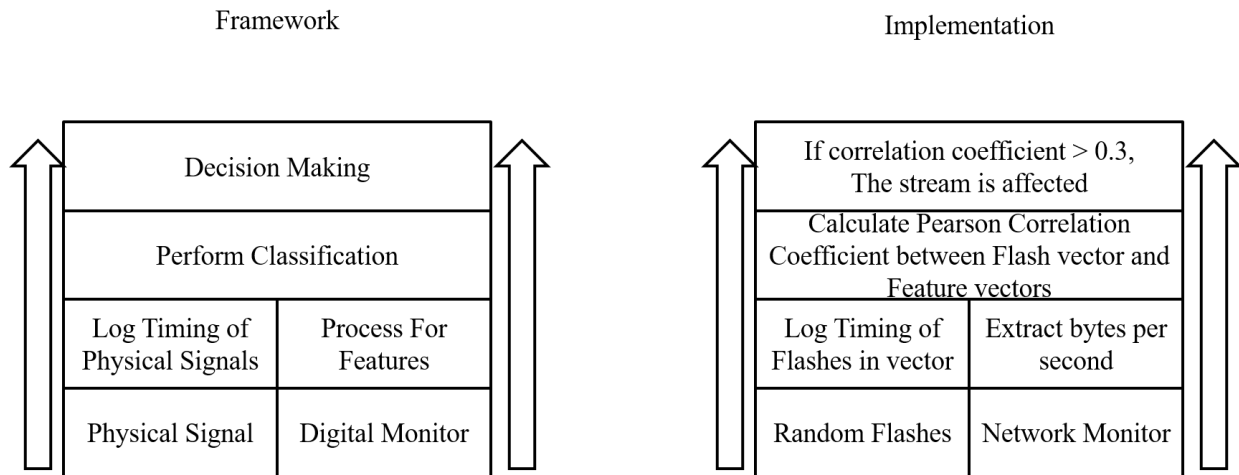 Framework
Decision Making
Perform Classification
Log Timing of
Physical Signals
Process For
Features
Physical Signal
Digital Monitor
Implementation
If correlation coefficient > 0.3,
The stream is affected
Calculate Pearson Correlation
Coefficient between Flash vector and
Feature vectors
Log Timing of
Flashes in vector
Extract bytes per
second
Random Flashes
Network Monitor